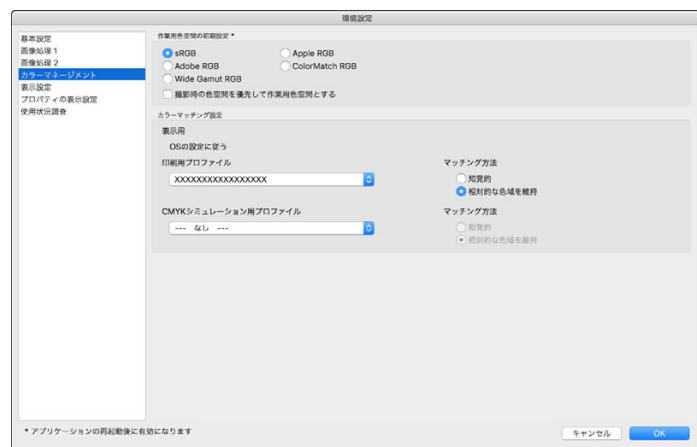 環境設定
基本設定
画像処理 1
画像処理 2
カラーマネージメント
表示設定
プロパティの表示設定
使用状況調査
作業用色空間の初期設定 *
sRGB
Apple RGB
Adobe RGB
ColorMatch RGB
Wide Gamut RGB
撮影時の色空間を優先して作業用色空間とする
カラーマッチング設定
表示用
OSの設定に従う
印刷用プロファイル
マッチング方法
XXXXXXXXXXXXXXXXX
知覚的
相対的な色域を維持
CMYKシミュレーション用プロファイル
マッチング方法
--- なし ---
知覚的
相対的な色域を維持
* アプリケーションの再起動後に有効になります
キャンセル
OK